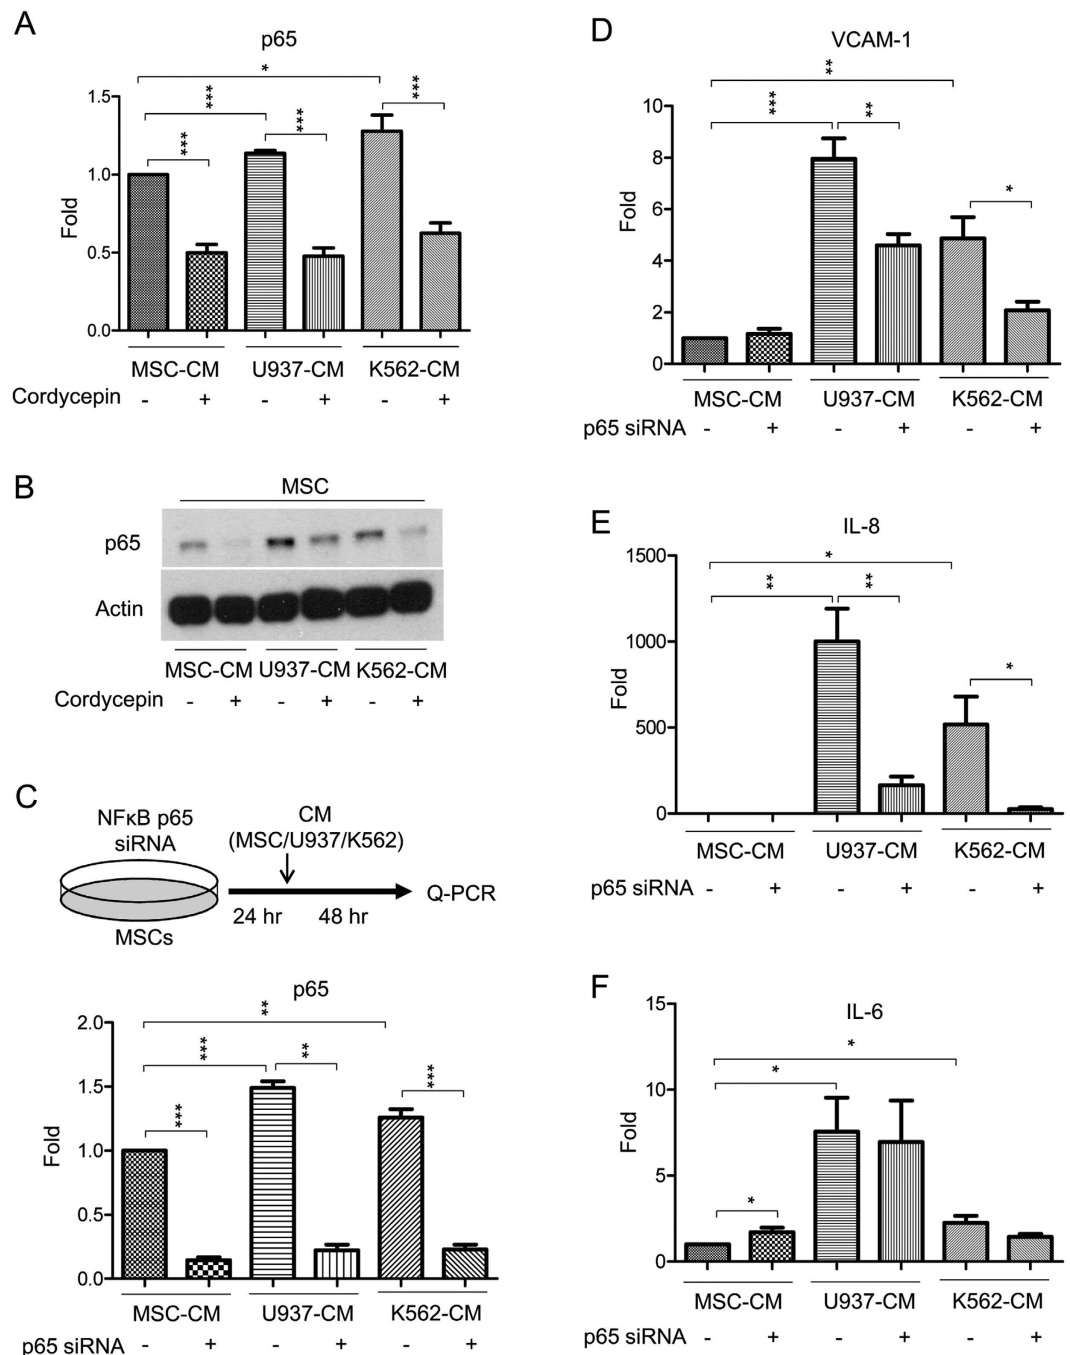 A
p65
*
***
***
***
***
1.5
1.0
0.5
0.0
Fold
MSC-CM U937-CM K562-CM
Cordycepin - + - + - +
B
MSC
p65
Actin
MSC-CM U937-CM K562-CM
Cordycepin - + - + - +
C
NFκB p65
siRNA
CM
(MSC/U937/K562)
24 hr 48 hr
Q-PCR
MSCs
p65
**
***
**
***
***
2.0
1.5
1.0
0.5
0.0
Fold
MSC-CM U937-CM K562-CM
p65 siRNA - + - + - +
D
VCAM-1
**
***
**
*
10
8
6
4
2
0
Fold
MSC-CM U937-CM K562-CM
p65 siRNA - + - + - +
E
IL-8
*
**
**
*
1500
1000
500
0
Fold
MSC-CM U937-CM K562-CM
p65 siRNA - + - + - +
F
IL-6
*
*
*
15
10
5
0
Fold
MSC-CM U937-CM K562-CM
p65 siRNA - + - + - +